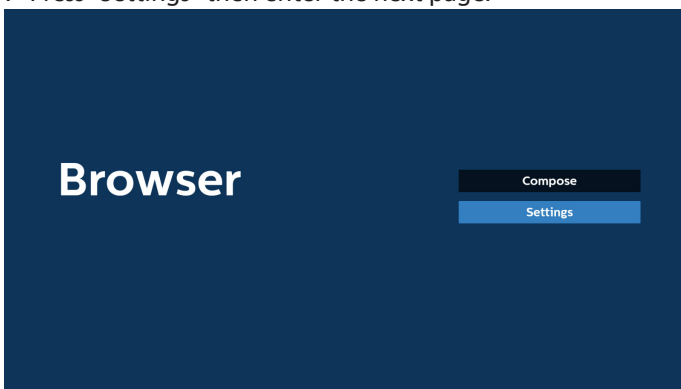 Press "Settings" then enter the next page.
Browser
Compose
Settings